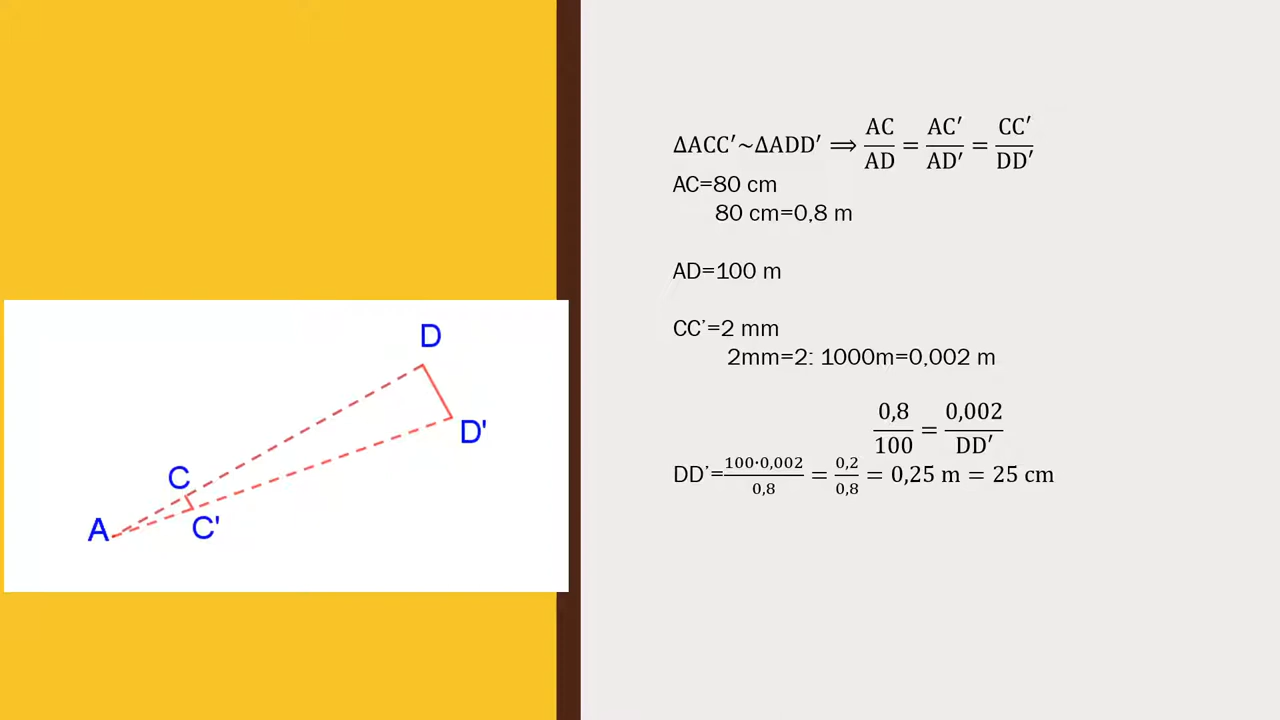 ΔACC′~ΔADD′ ⟹ AC/AD = AC′/AD′ = CC′/DD′
AC=80 cm
80 cm=0,8 m
AD=100 m
CC’=2 mm
2mm=2: 1000m=0,002 m
0,8/100 = 0,002/DD′
DD’= 100·0,002/0,8 = 0,2/0,8 = 0,25 m = 25 cm
D
D'
C
A
C'